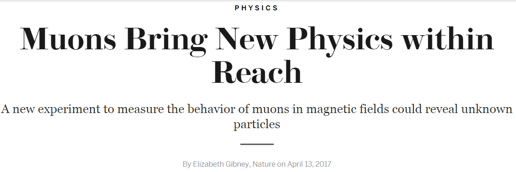 PHYSICS
Muons Bring New Physics within
Reach
A new experiment to measure the behavior of muons in magnetic fields could reveal unknown
particles
By Elizabeth Gibney, Nature on April 13, 2017